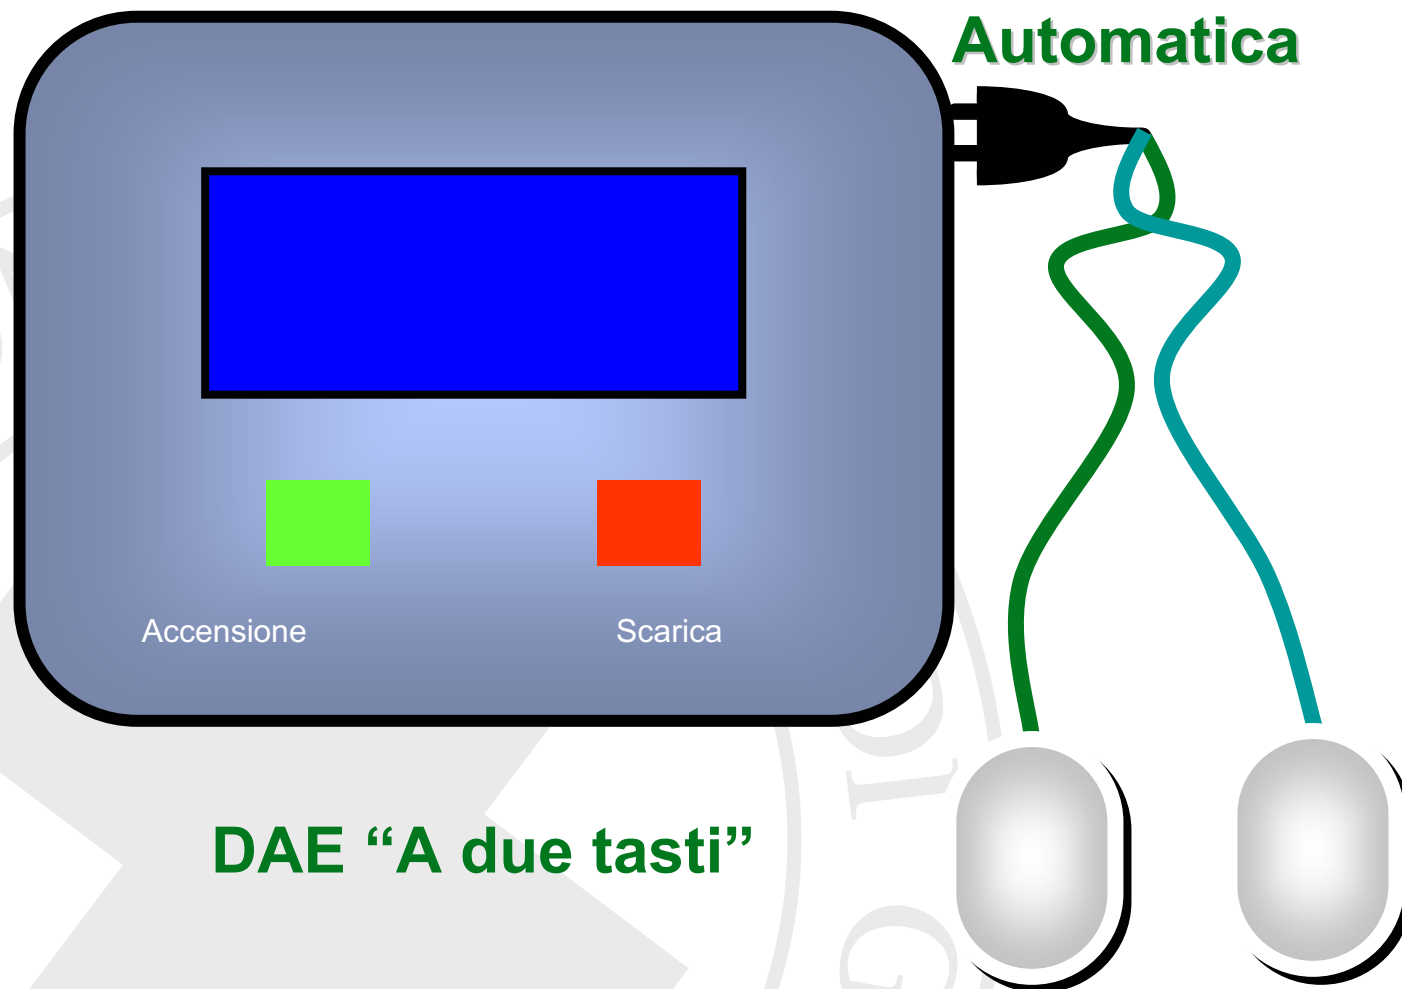 Automatica
Accensione
Scarica
DAE “A due tasti”